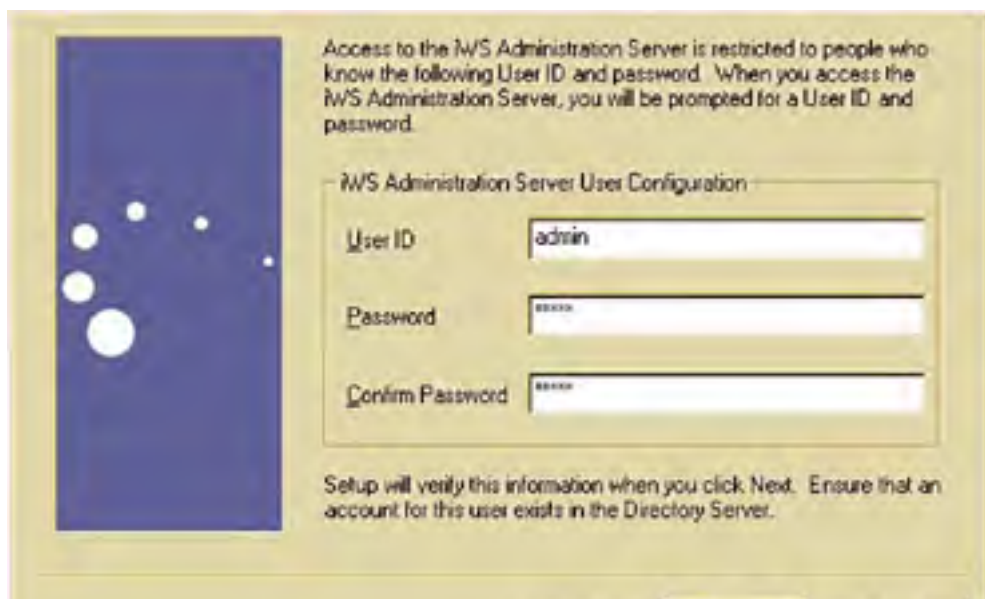 Access to the iWS Administration Server is restricted to people who
know the following User ID and password. When you access the
iWS Administration Server, you will be prompted for a User ID and
password.
iWS Administration Server User Configuration
User ID
admin
Password
*****
Confirm Password
*****
Setup will verify this information when you click Next. Ensure that an
account for this user exists in the Directory Server.